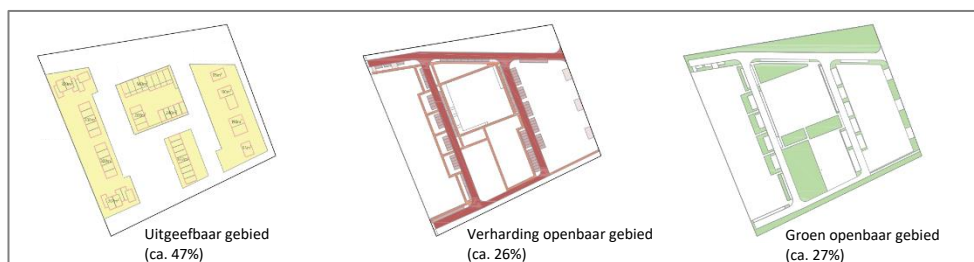 Uitgeefbaar gebied
(ca. 47%)
Verharding openbaar gebied
(ca. 26%)
Groen openbaar gebied
(ca. 27%)